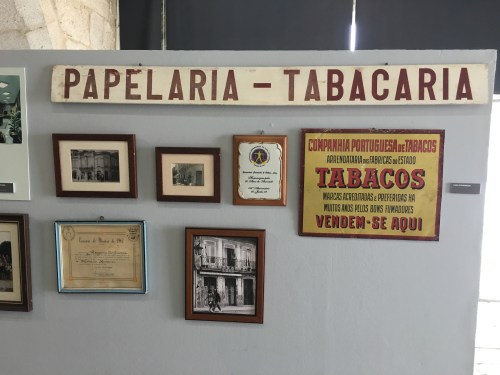 PAPELARIA - TABACARIA
COMPANHIA PORTUGUESA DE TABACOS
ARRENDATARIA DAS FABRICAS DO ESTADO
TABACOS
MARCAS ACREDITADAS E PREFERIDAS HA
MUITOS ANOS PELOS BONS FUMADORES
VENDEM-SE AQUI